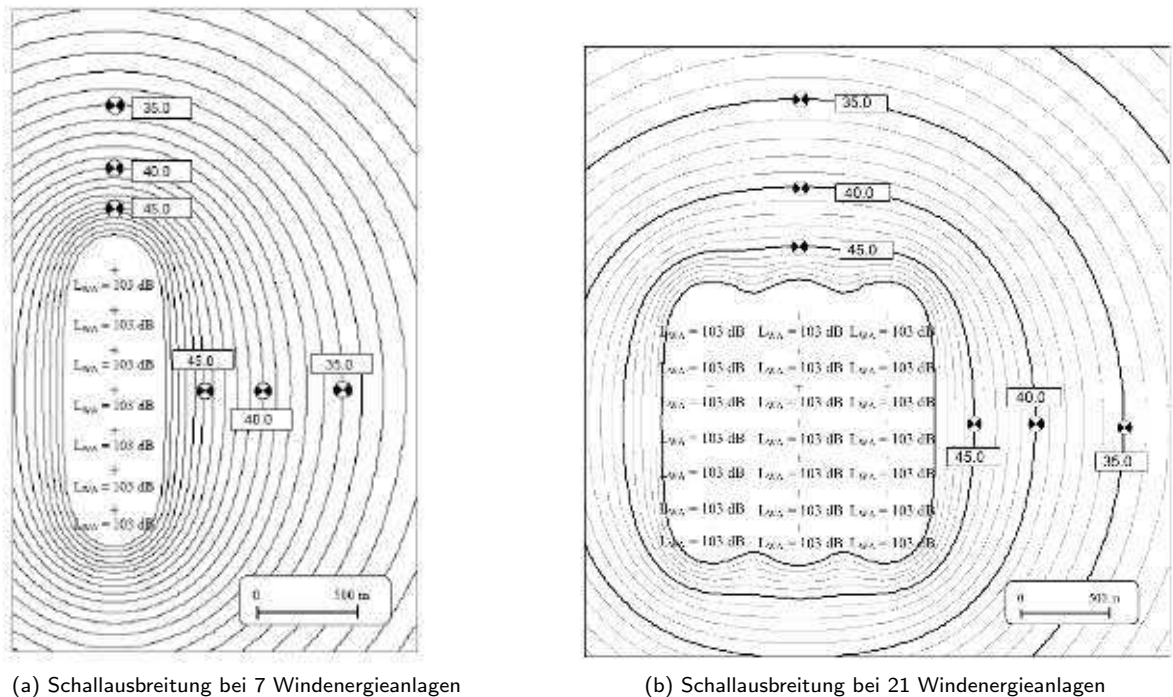 35.0
40.0
45.0
L_WA = 103 dB
L_WA = 103 dB
L_WA = 103 dB
L_WA = 103 dB
L_WA = 103 dB
L_WA = 103 dB
L_WA = 103 dB
45.0
40.0
35.0
0 500 m
(a) Schallausbreitung bei 7 Windenergieanlagen
35.0
40.0
45.0
L_WA = 103 dB L_WA = 103 dB L_WA = 103 dB
L_WA = 103 dB L_WA = 103 dB L_WA = 103 dB
L_WA = 103 dB L_WA = 103 dB L_WA = 103 dB
L_WA = 103 dB L_WA = 103 dB L_WA = 103 dB
L_WA = 103 dB L_WA = 103 dB L_WA = 103 dB
L_WA = 103 dB L_WA = 103 dB L_WA = 103 dB
L_WA = 103 dB L_WA = 103 dB L_WA = 103 dB
45.0
40.0
35.0
0 500 m
(b) Schallausbreitung bei 21 Windenergieanlagen